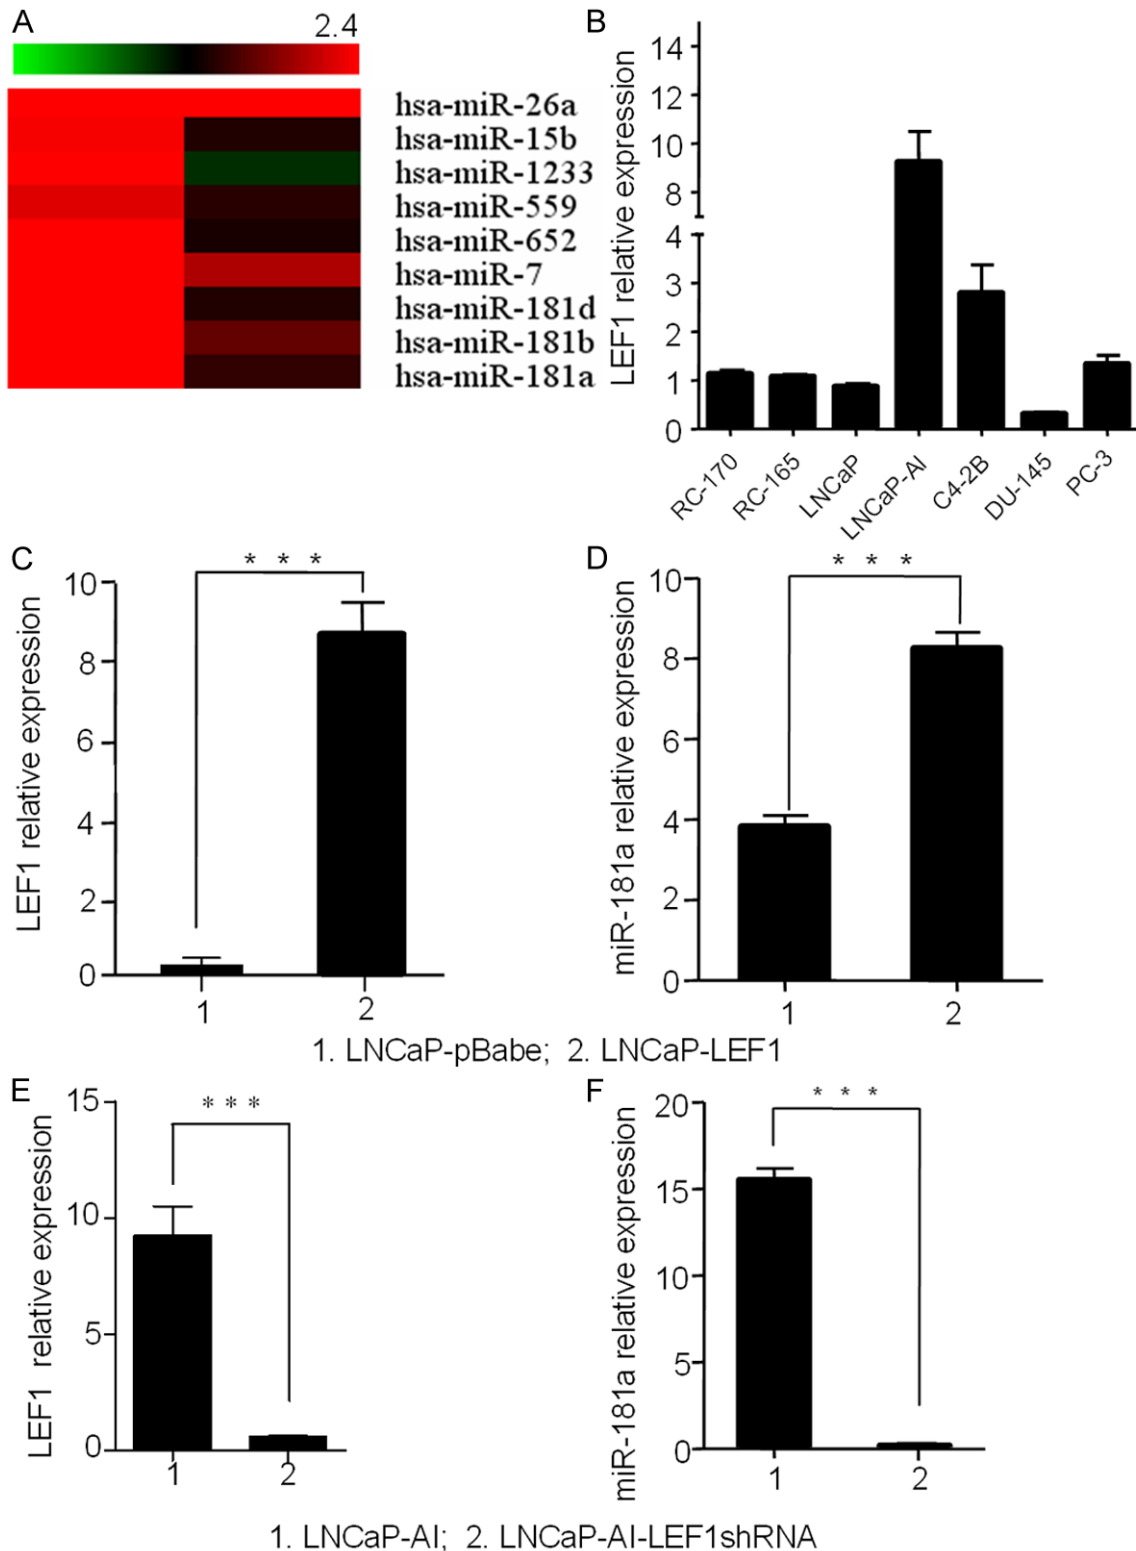 A
2.4
hsa-miR-26a
hsa-miR-15b
hsa-miR-1233
hsa-miR-559
hsa-miR-652
hsa-miR-7
hsa-miR-181d
hsa-miR-181b
hsa-miR-181a
B
LEF1 relative expression
14
12
10
8
4
3
2
1
0
RC-170
RC-165
LNCaP
LNCaP-AI
C4-2B
DU-145
PC-3
C
* * *
LEF1 relative expression
10
8
6
4
2
0
1
2
D
* * *
miR-181a relative expression
10
8
6
4
2
0
1
2
1. LNCaP-pBabe; 2. LNCaP-LEF1
E
***
LEF1 relative expression
15
10
5
0
1
2
F
* * *
miR-181a relative expression
20
15
10
5
0
1
2
1. LNCaP-AI; 2. LNCaP-AI-LEF1shRNA